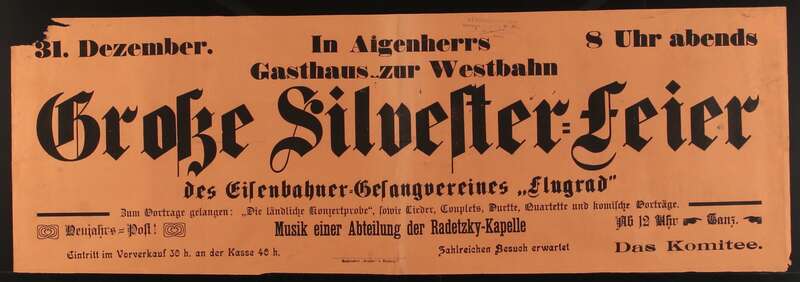 31. Dezember.
In Aigenherrs
8 Uhr abends
Gasthaus „zur Westbahn
Große Silvester=Feier
des Eisenbahner-Gesangvereines „Flugrad“
Zum Vortrage gelangen: „Die ländliche Konzertprobe“, sowie Lieder, Couplets, Duette, Quartette und komische Vorträge.
Neujahrs=Post!
Musik einer Abteilung der Radetzky-Kapelle
Ab 12 Uhr Tanz.
Eintritt im Vorverkauf 30 h. an der Kasse 40 h.
Zahlreichen Besuch erwartet
Das Komitee.